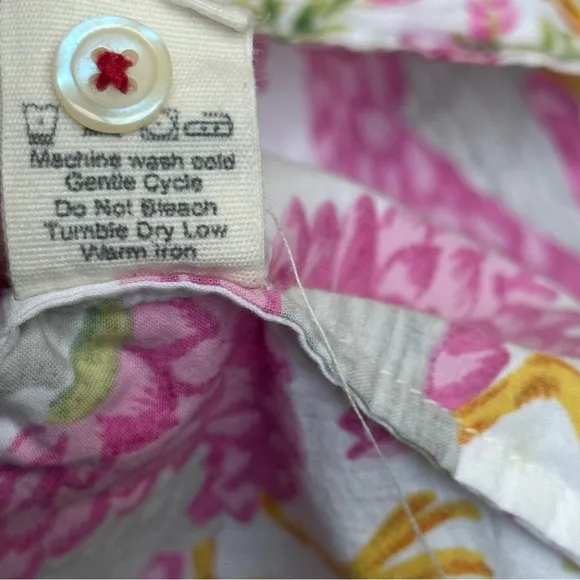 Machine wash cold
Gentle Cycle
Do Not Bleach
Tumble Dry Low
Warm Iron